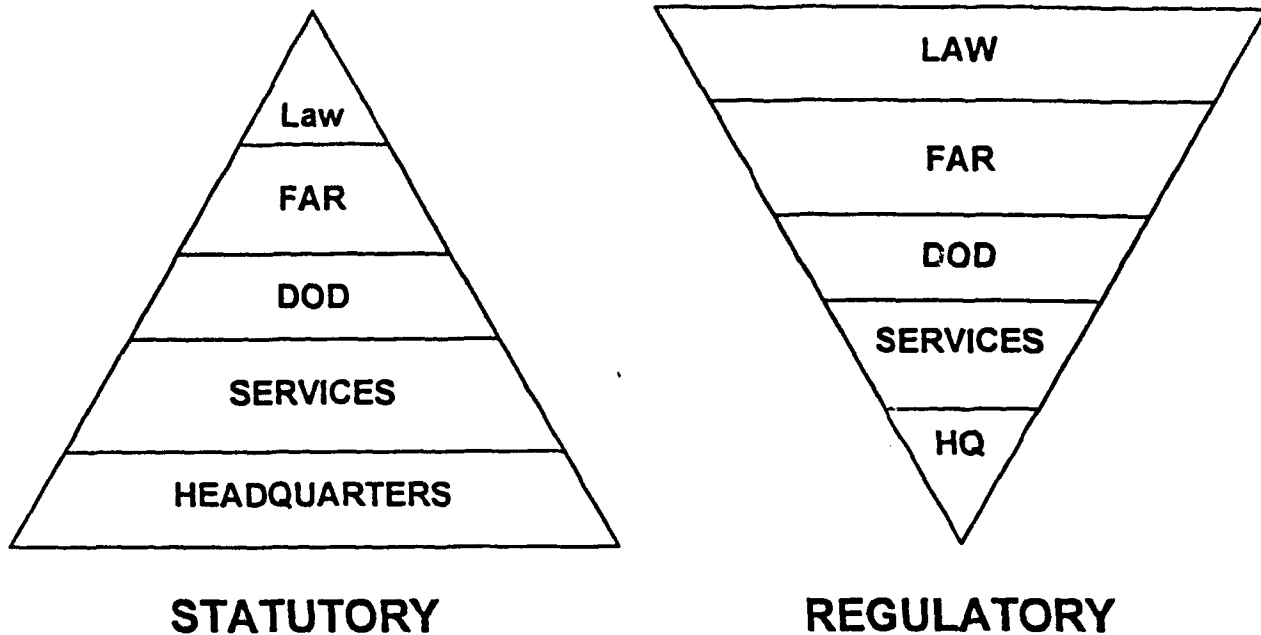 Law
FAR
DOD
SERVICES
HEADQUARTERS
STATUTORY
LAW
FAR
DOD
SERVICES
HQ
REGULATORY